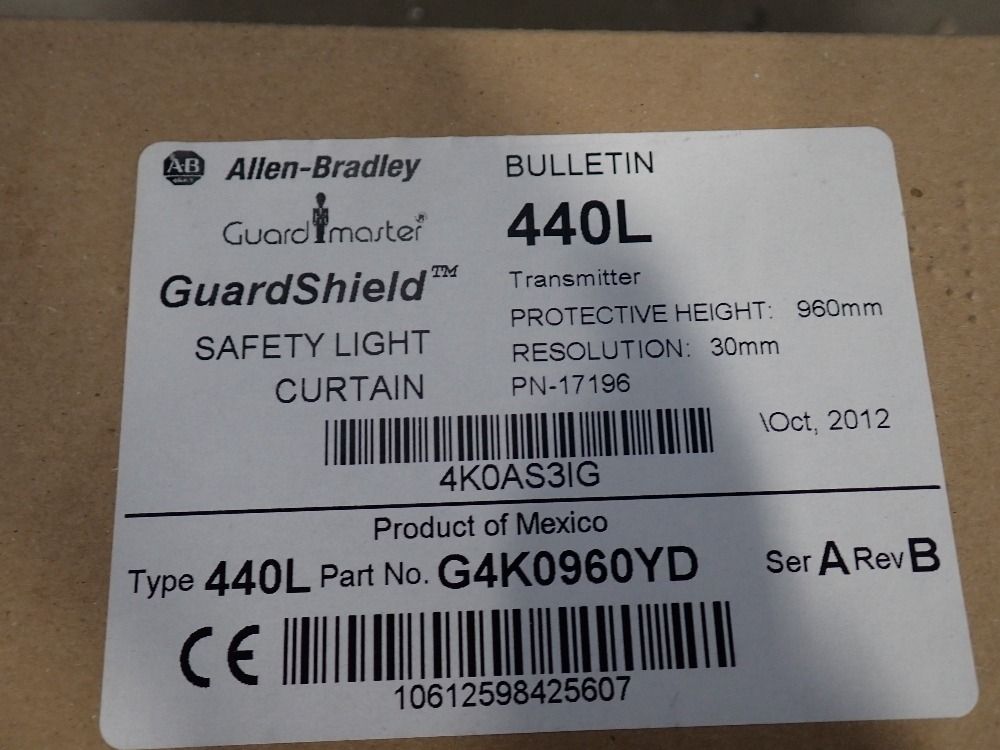 A·B Allen-Bradley
Guardmaster®
GuardShield™
SAFETY LIGHT
CURTAIN
BULLETIN
440L
Transmitter
PROTECTIVE HEIGHT: 960mm
RESOLUTION: 30mm
PN-17196
\Oct, 2012
4K0AS3IG
Product of Mexico
Type 440L Part No. G4K0960YD Ser A Rev B
CE
10612598425607